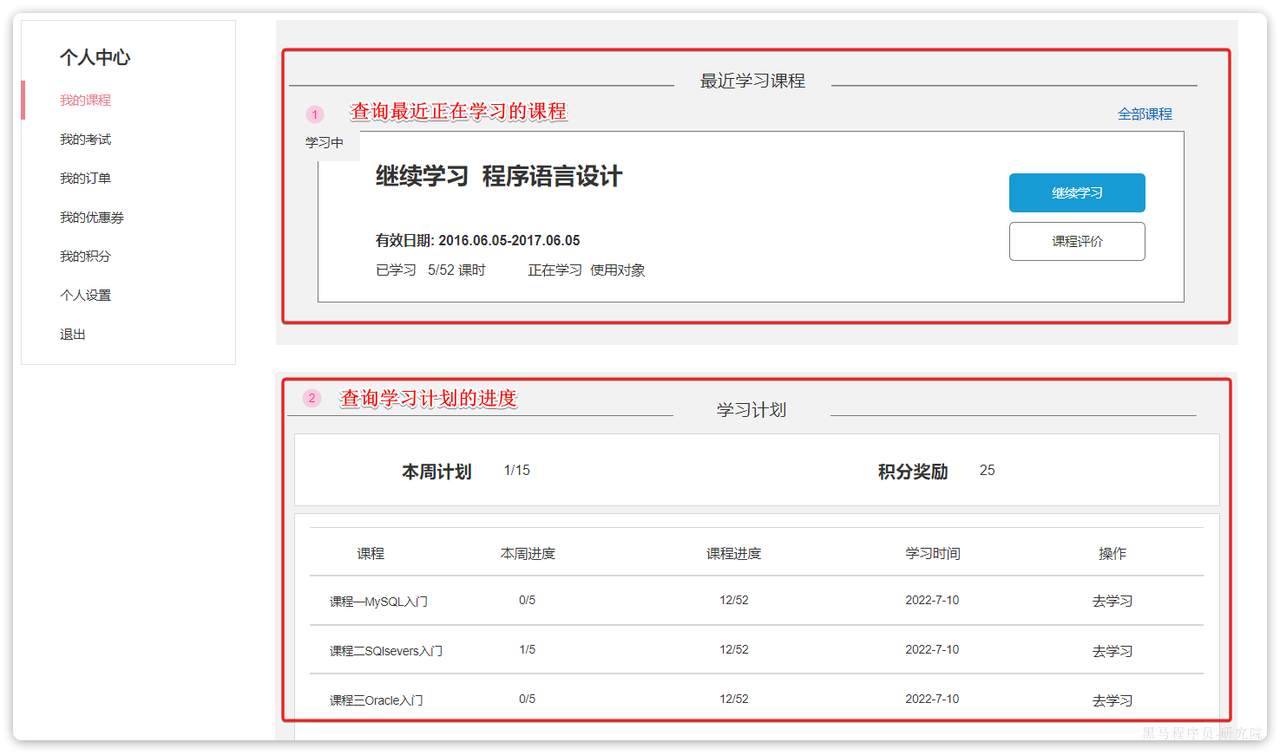 个人中心
我的课程
我的考试
我的订单
我的优惠券
我的积分
个人设置
退出
最近学习课程
1 查询最近正在学习的课程
全部课程
学习中
继续学习 程序语言设计
继续学习
有效日期: 2016.06.05-2017.06.05
课程评价
已学习 5/52 课时 正在学习 使用对象
2 查询学习计划的进度
学习计划
本周计划 1/15 积分奖励 25
课程 本周进度 课程进度 学习时间 操作
课程一MySQL入门 0/5 12/52 2022-7-10 去学习
课程二SQlsevers入门 1/5 12/52 2022-7-10 去学习
课程三Oracle入门 0/5 12/52 2022-7-10 去学习
黑马程序员-研究院